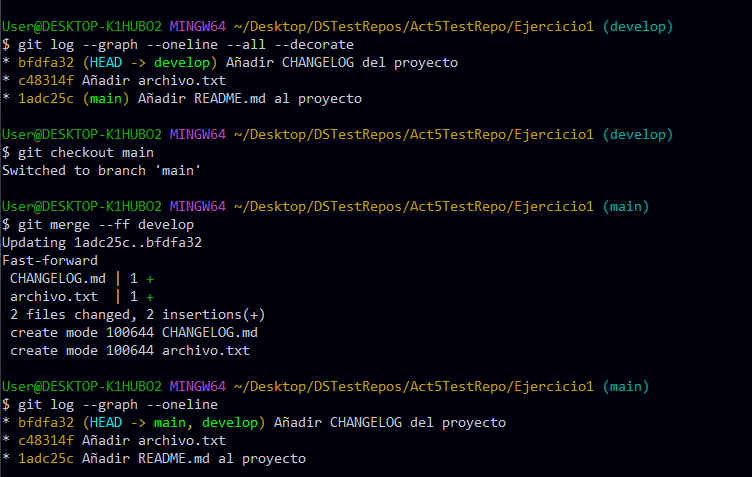 User@DESKTOP-K1HUBO2 MINGW64 ~/Desktop/DSTestRepos/Act5TestRepo/Ejercicio1 (develop)
$ git log --graph --oneline --all --decorate
* bfdfa32 (HEAD -> develop) Añadir CHANGELOG del proyecto
* c48314f Añadir archivo.txt
* 1adc25c (main) Añadir README.md al proyecto
User@DESKTOP-K1HUBO2 MINGW64 ~/Desktop/DSTestRepos/Act5TestRepo/Ejercicio1 (develop)
$ git checkout main
Switched to branch 'main'
User@DESKTOP-K1HUBO2 MINGW64 ~/Desktop/DSTestRepos/Act5TestRepo/Ejercicio1 (main)
$ git merge --ff develop
Updating 1adc25c..bfdfa32
Fast-forward
 CHANGELOG.md | 1 +
 archivo.txt  | 1 +
 2 files changed, 2 insertions(+)
 create mode 100644 CHANGELOG.md
 create mode 100644 archivo.txt
User@DESKTOP-K1HUBO2 MINGW64 ~/Desktop/DSTestRepos/Act5TestRepo/Ejercicio1 (main)
$ git log --graph --oneline
* bfdfa32 (HEAD -> main, develop) Añadir CHANGELOG del proyecto
* c48314f Añadir archivo.txt
* 1adc25c Añadir README.md al proyecto